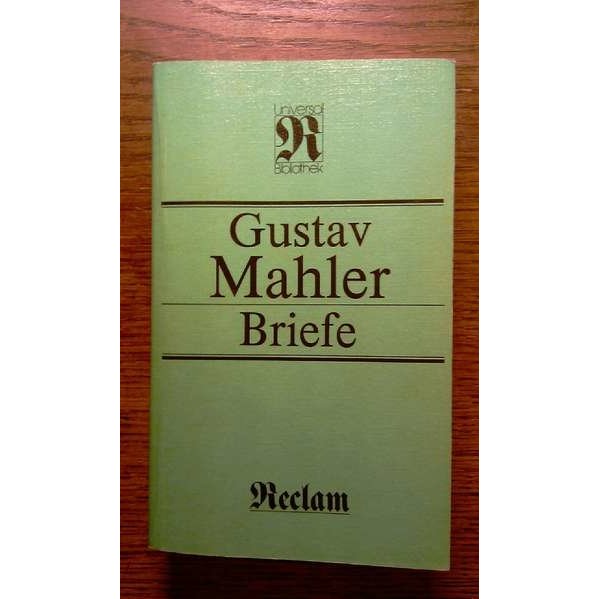 Universal
R
Bibliothek
Gustav
Mahler
Briefe
Reclam